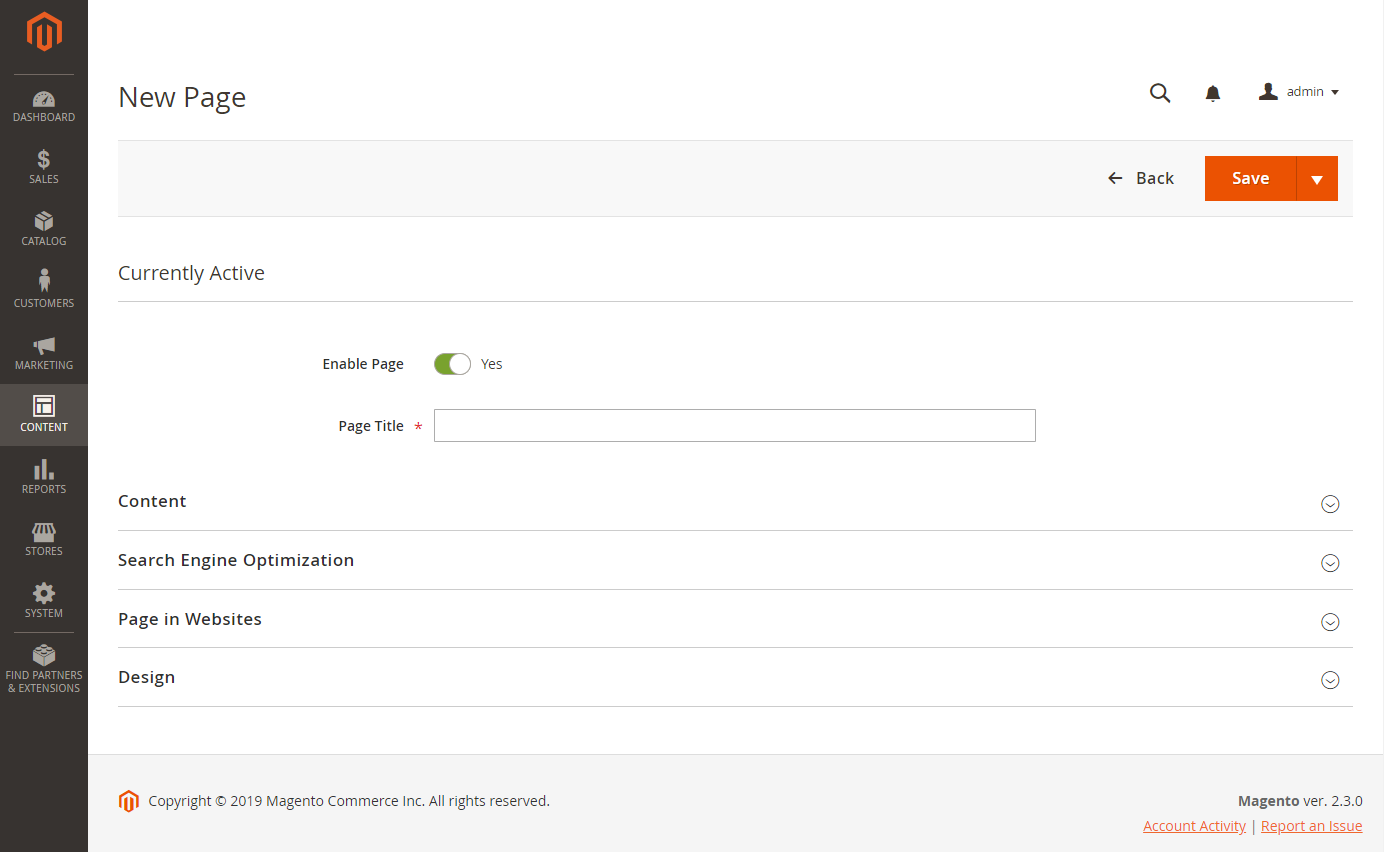 New Page
admin
DASHBOARD
SALES
CATALOG
CUSTOMERS
MARKETING
CONTENT
REPORTS
STORES
SYSTEM
FIND PARTNERS
& EXTENSIONS
Back
Save
Currently Active
Enable Page
Yes
Page Title *
Content
Search Engine Optimization
Page in Websites
Design
Copyright © 2019 Magento Commerce Inc. All rights reserved.
Magento ver. 2.3.0
Account Activity | Report an Issue